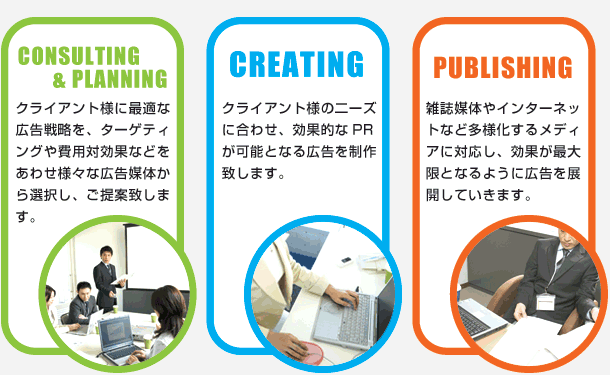 CONSULTING
& PLANNING
クライアント様に最適な
広告戦略を、ターゲティ
ングや費用対効果などを
あわせ様々な広告媒体か
ら選択し、ご提案致しま
す。
CREATING
クライアント様のニーズ
に合わせ、効果的な PR
が可能となる広告を制作
致します。
PUBLISHING
雑誌媒体やインターネッ
トなど多様化するメディ
アに対応し、効果が最大
限となるように広告を展
開していきます。